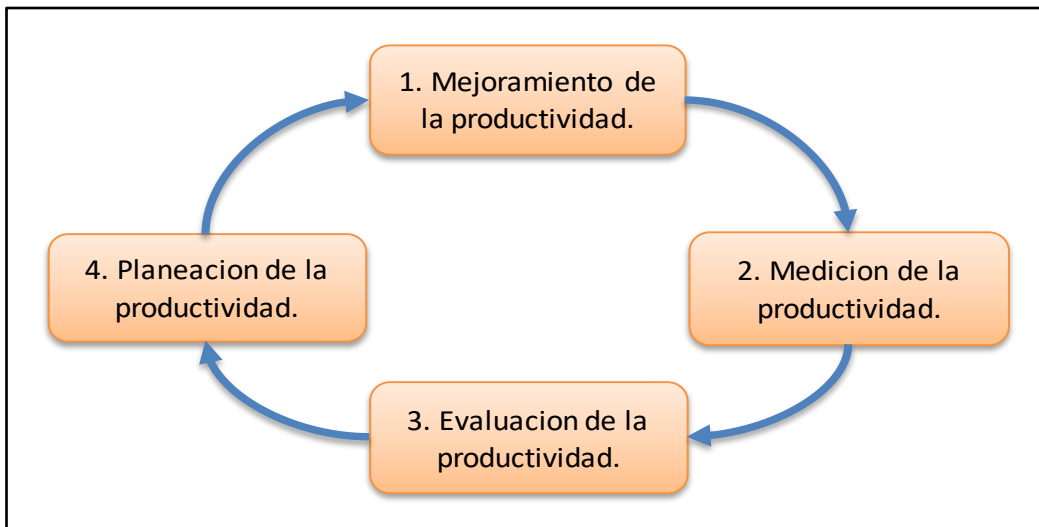 1. Mejoramiento de
la productividad.
2. Medicion de la
productividad.
3. Evaluacion de la
productividad.
4. Planeacion de la
productividad.